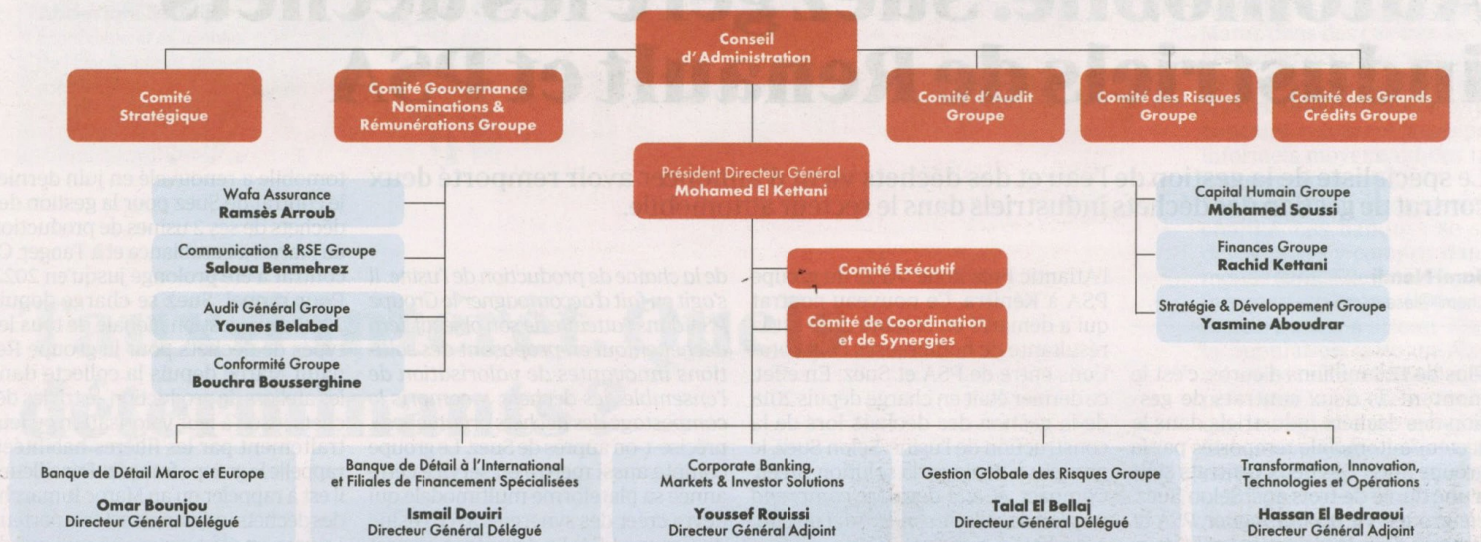 Conseil
d'Administration
Comité
Stratégique
Comité Gouvernance
Nominations &
Rémunérations Groupe
Comité d'Audit
Groupe
Comité des Risques
Groupe
Comité des Grands
Crédits Groupe
Président Directeur Général
Mohamed El Kettani
Wafa Assurance
Ramsès Arroub
Communication & RSE Groupe
Saloua Benmehrez
Audit Général Groupe
Younes Belabed
Conformité Groupe
Bouchra Bousserghine
Comité Exécutif
Comité de Coordination
et de Synergies
Capital Humain Groupe
Mohamed Soussi
Finances Groupe
Rachid Kettani
Stratégie & Développement Groupe
Yasmine Aboudrar
Banque de Détail Maroc et Europe
Omar Bounjou
Directeur Général Délégué
Banque de Détail à l'International
et Filiales de Financement Spécialisées
Ismail Douiri
Directeur Général Délégué
Corporate Banking,
Markets & Investor Solutions
Youssef Rouissi
Directeur Général Adjoint
Gestion Globale des Risques Groupe
Talal El Bellaj
Directeur Général Délégué
Transformation, Innovation,
Technologies et Opérations
Hassan El Bedraoui
Directeur Général Adjoint